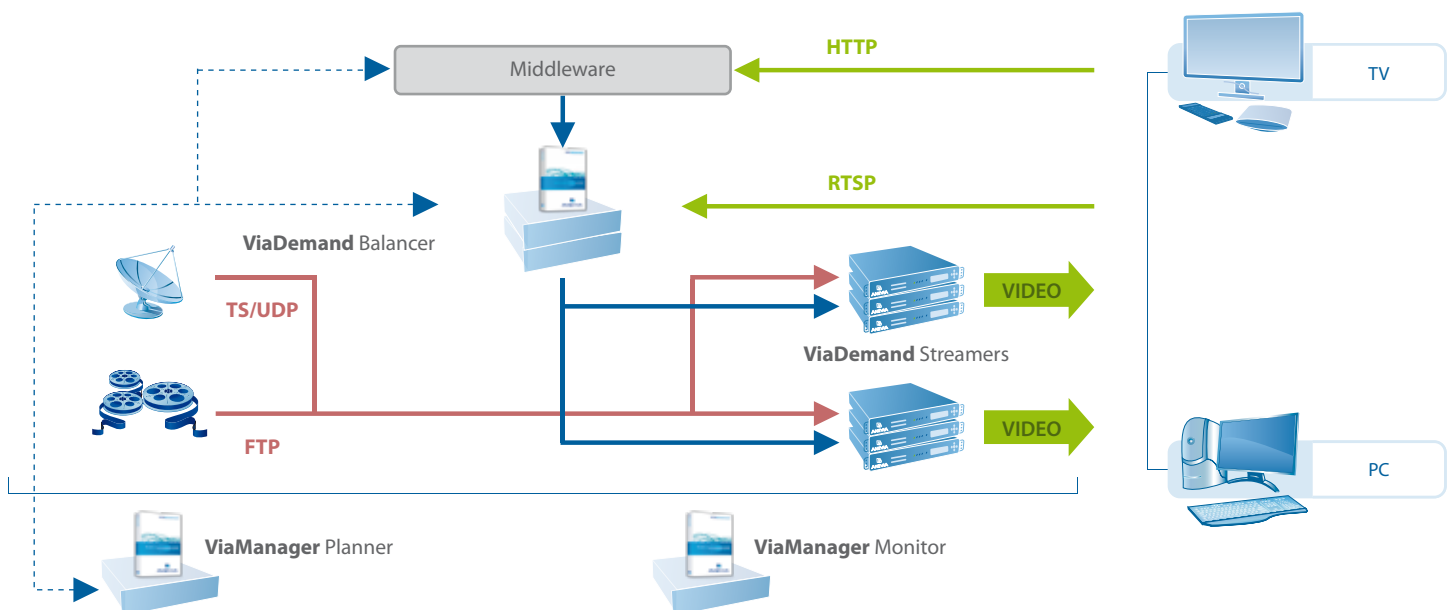 HTTP
Middleware
TV
RTSP
ViaDemand Balancer
TS/UDP
VIDEO
ViaDemand Streamers
FTP
VIDEO
PC
ViaManager Planner
ViaManager Monitor